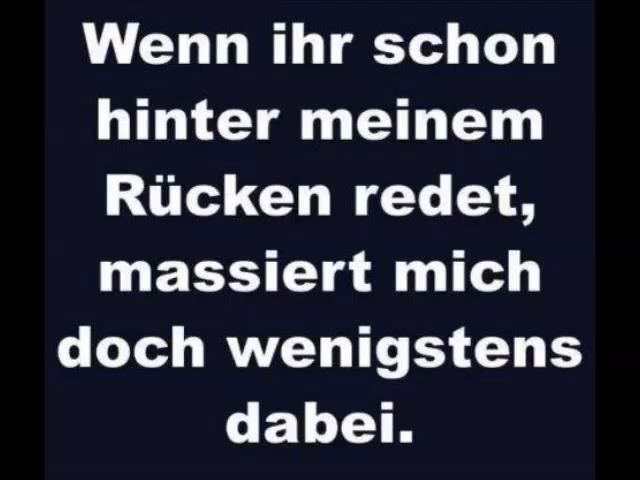 Wenn ihr schon
hinter meinem
Rücken redet,
massiert mich
doch wenigstens
dabei.